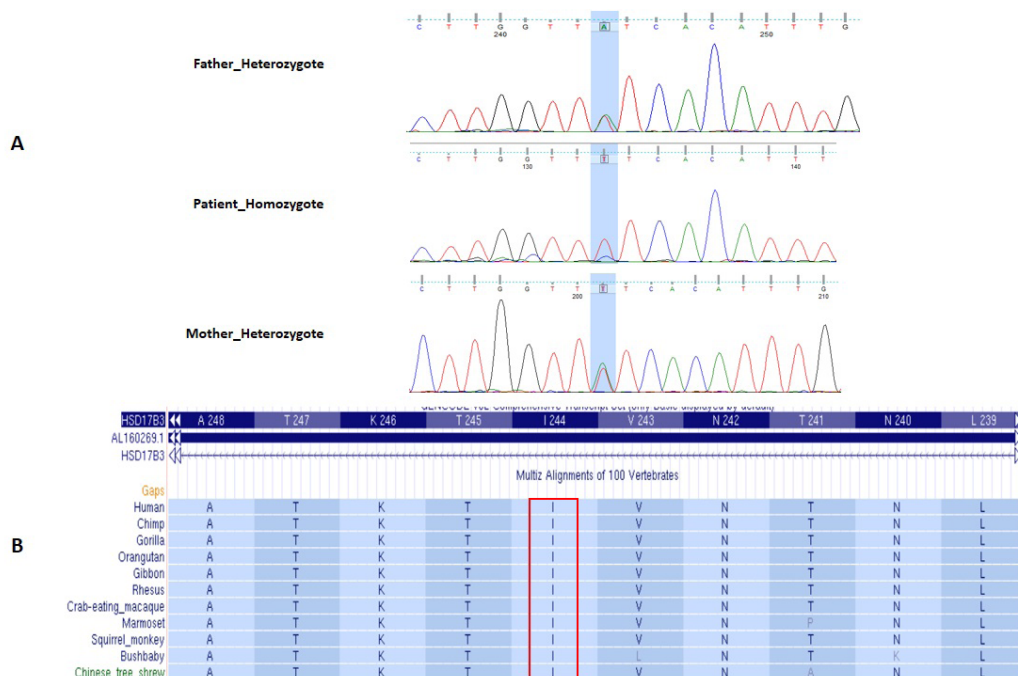 C T T G G T T A T C A C A T T T G
240 250
Father_Heterozygote
A
C T T G G T T T T C A C A T T T
130 140
Patient_Homozygote
C T T G G T T T T C A C A T T T G
200 210
Mother_Heterozygote
HSD17B3 A 248 T 247 K 246 T 245 I 244 V 243 N 242 T 241 N 240 L 239
AL160269.1
HSD17B3
Multiz Alignments of 100 Vertebrates
Gaps
Human A T K T I V N T N L
Chimp A T K T I V N T N L
Gorilla A T K T I V N T N L
B
Orangutan A T K T I V N T N L
Gibbon A T K T I V N T N L
Rhesus A T K T I V N T N L
Crab-eating_macaque A T K T I V N T N L
Marmoset A T K T I V N P N L
Squirrel_monkey A T K T I V N T N L
Bushbaby A T K T I L N T K L
Chinese_tree_shrew A T K T I V N A N L